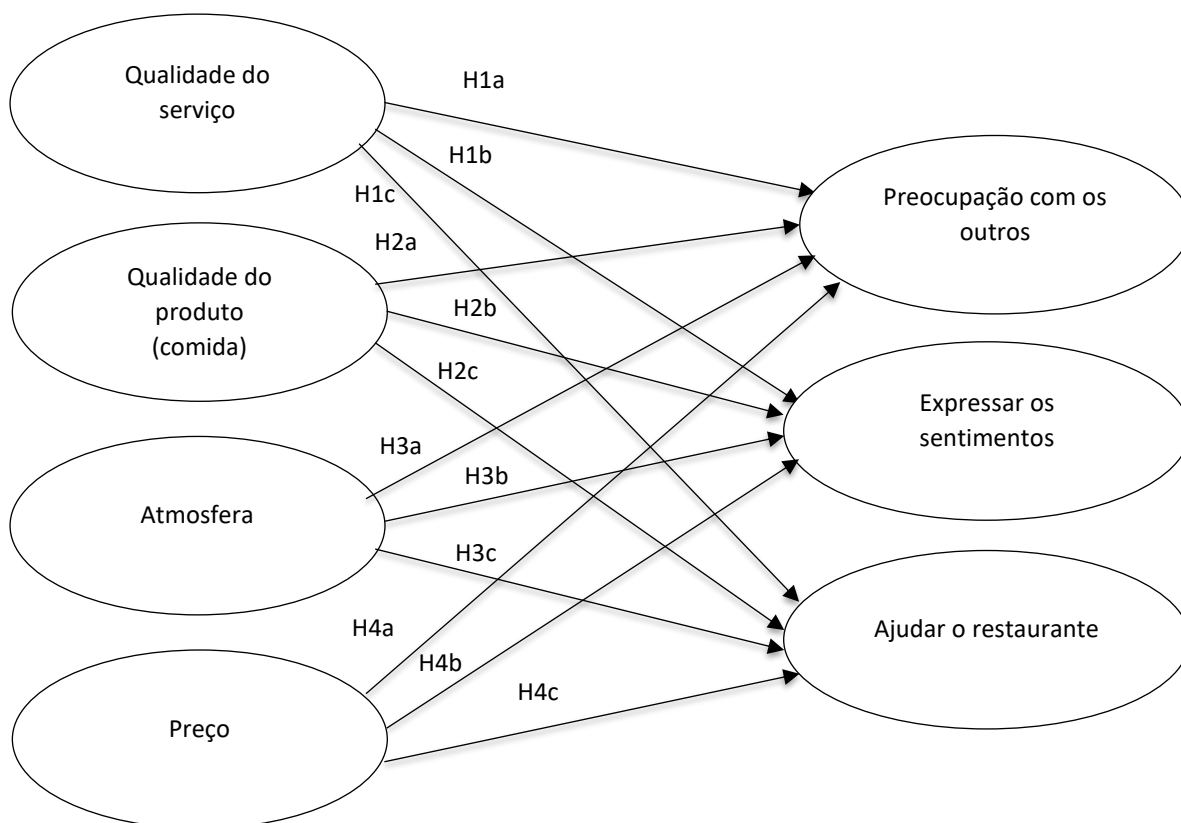 Qualidade do
serviço
H1a
H1b
H1c
Preocupação com os
outros
H2a
Qualidade do
produto
(comida)
H2b
H2c
Expressar os
sentimentos
H3a
H3b
Atmosfera
H3c
Ajudar o restaurante
H4a
H4b
H4c
Preço